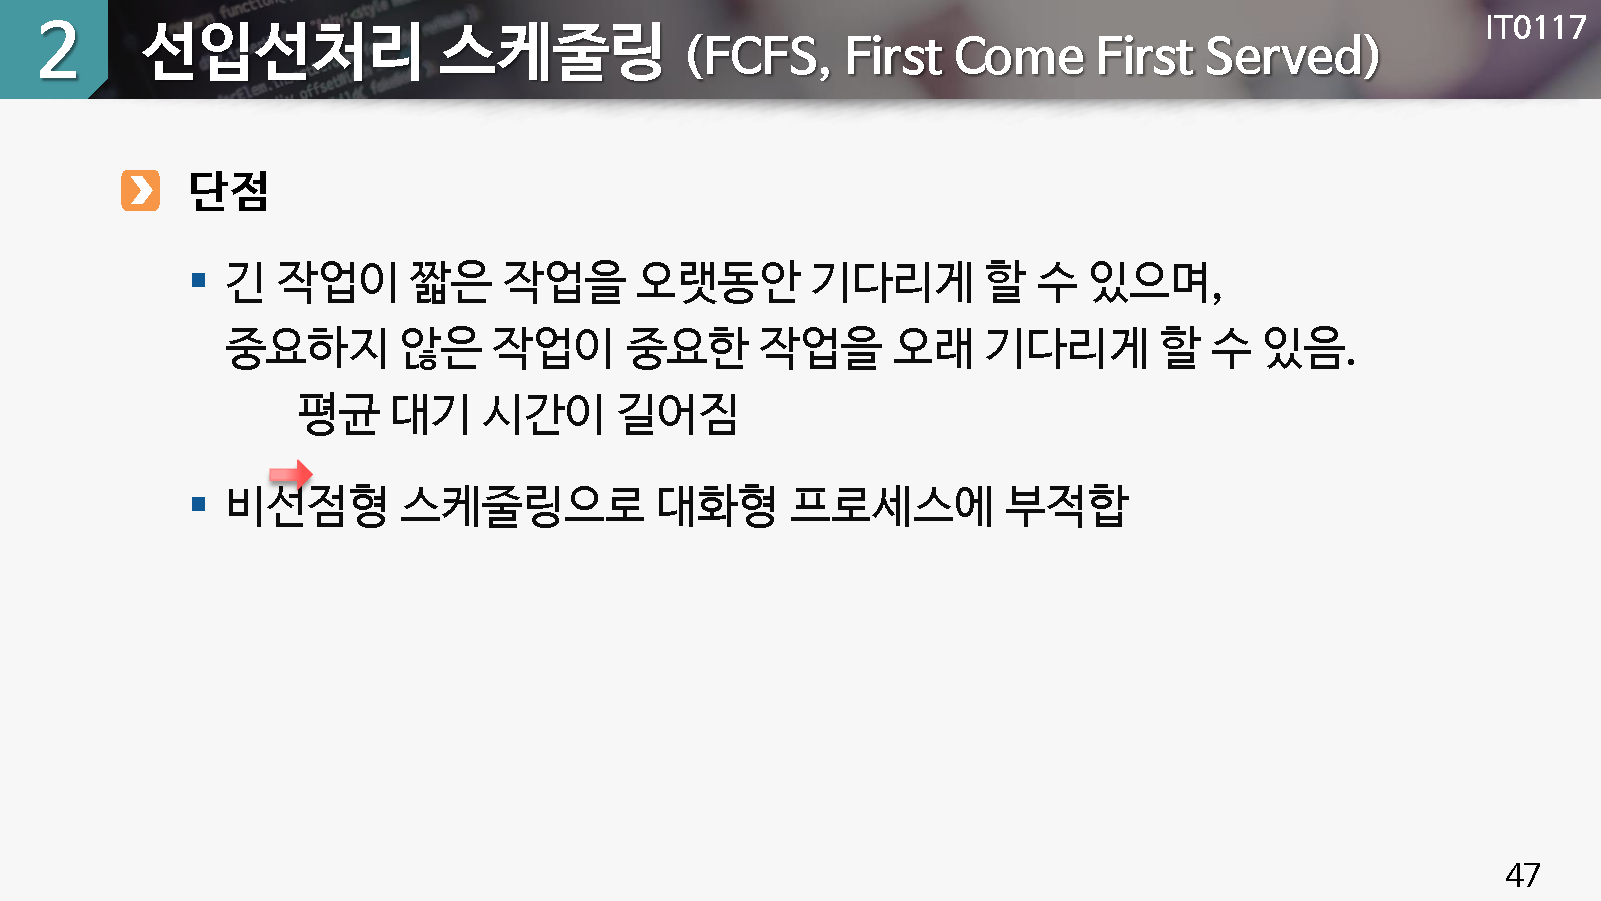 2 선입선처리 스케줄링 (FCFS, First Come First Served)
IT0117
단점
▪ 긴 작업이 짧은 작업을 오랫동안 기다리게 할 수 있으며,
중요하지 않은 작업이 중요한 작업을 오래 기다리게 할 수 있음.
평균 대기 시간이 길어짐
▪ 비선점형 스케줄링으로 대화형 프로세스에 부적합
47